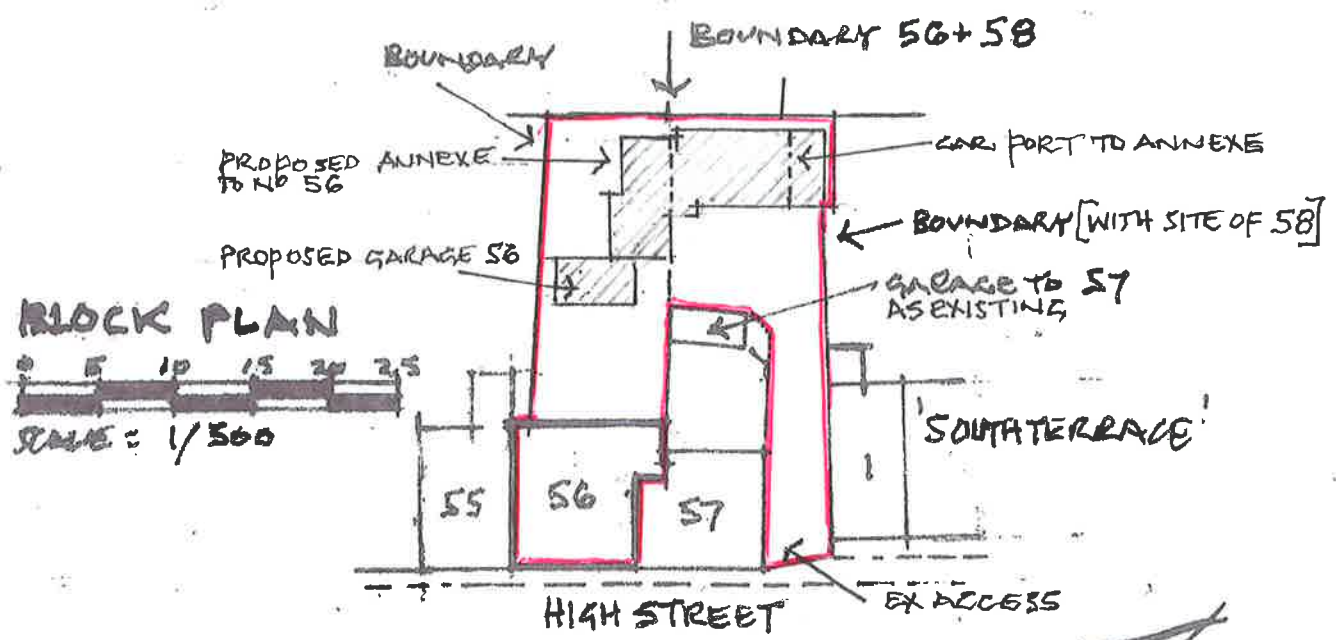 BOUNDARY 56+58
BOUNDARY
PROPOSED ANNEXE
TO NO 56
CAR PORT TO ANNEXE
BOUNDARY [WITH SITE OF 58]
PROPOSED GARAGE 56
GARAGE TO 57
AS EXISTING
BLOCK PLAN
0 5 10 15 20 25
SCALE = 1/500
'SOUTH TERRACE'
55
56
57
1
HIGH STREET
EX ACCESS